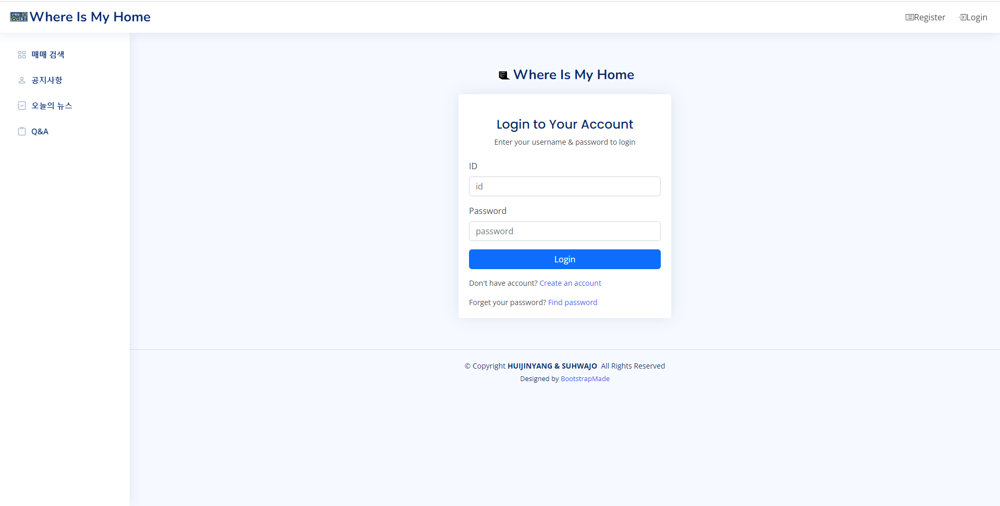 Where Is My Home
Register
Login
매매 검색
공지사항
오늘의 뉴스
Q&A
Where Is My Home
Login to Your Account
Enter your username & password to login
ID
id
Password
password
Login
Don't have account? Create an account
Forget your password? Find password
© Copyright HUIJINYANG & SUHWAJO All Rights Reserved
Designed by BootstrapMade